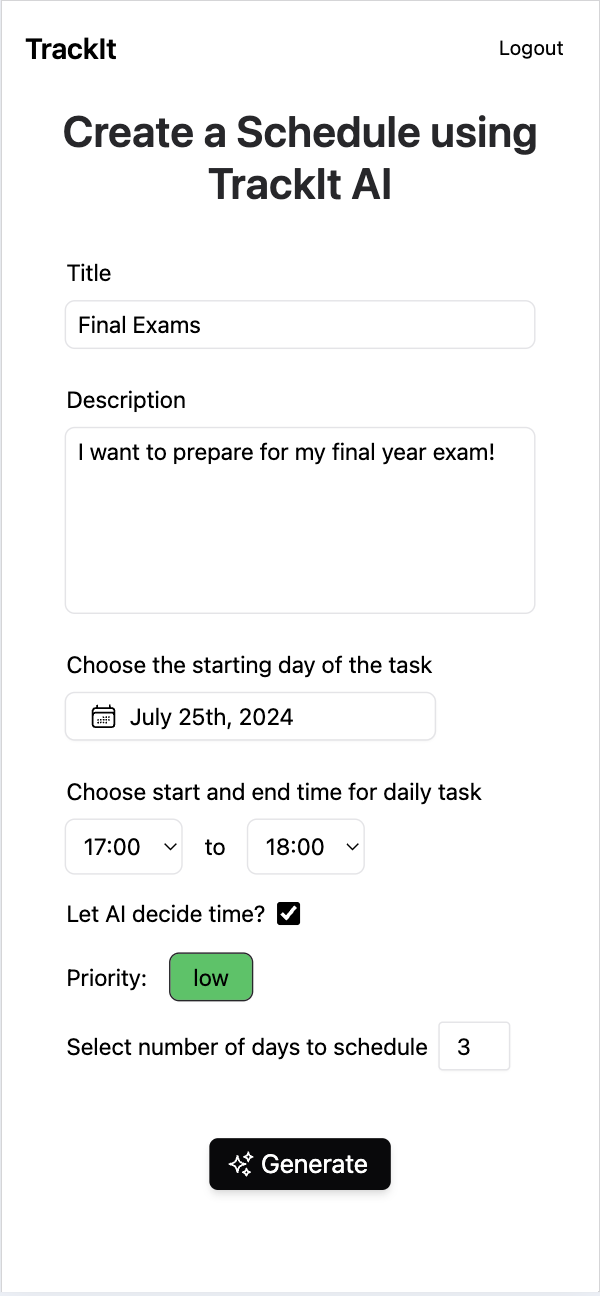 TrackIt
Logout
Create a Schedule using
TrackIt AI
Title
Final Exams
Description
I want to prepare for my final year exam!
Choose the starting day of the task
July 25th, 2024
Choose start and end time for daily task
17:00 to 18:00
Let AI decide time?
Priority: low
Select number of days to schedule 3
Generate